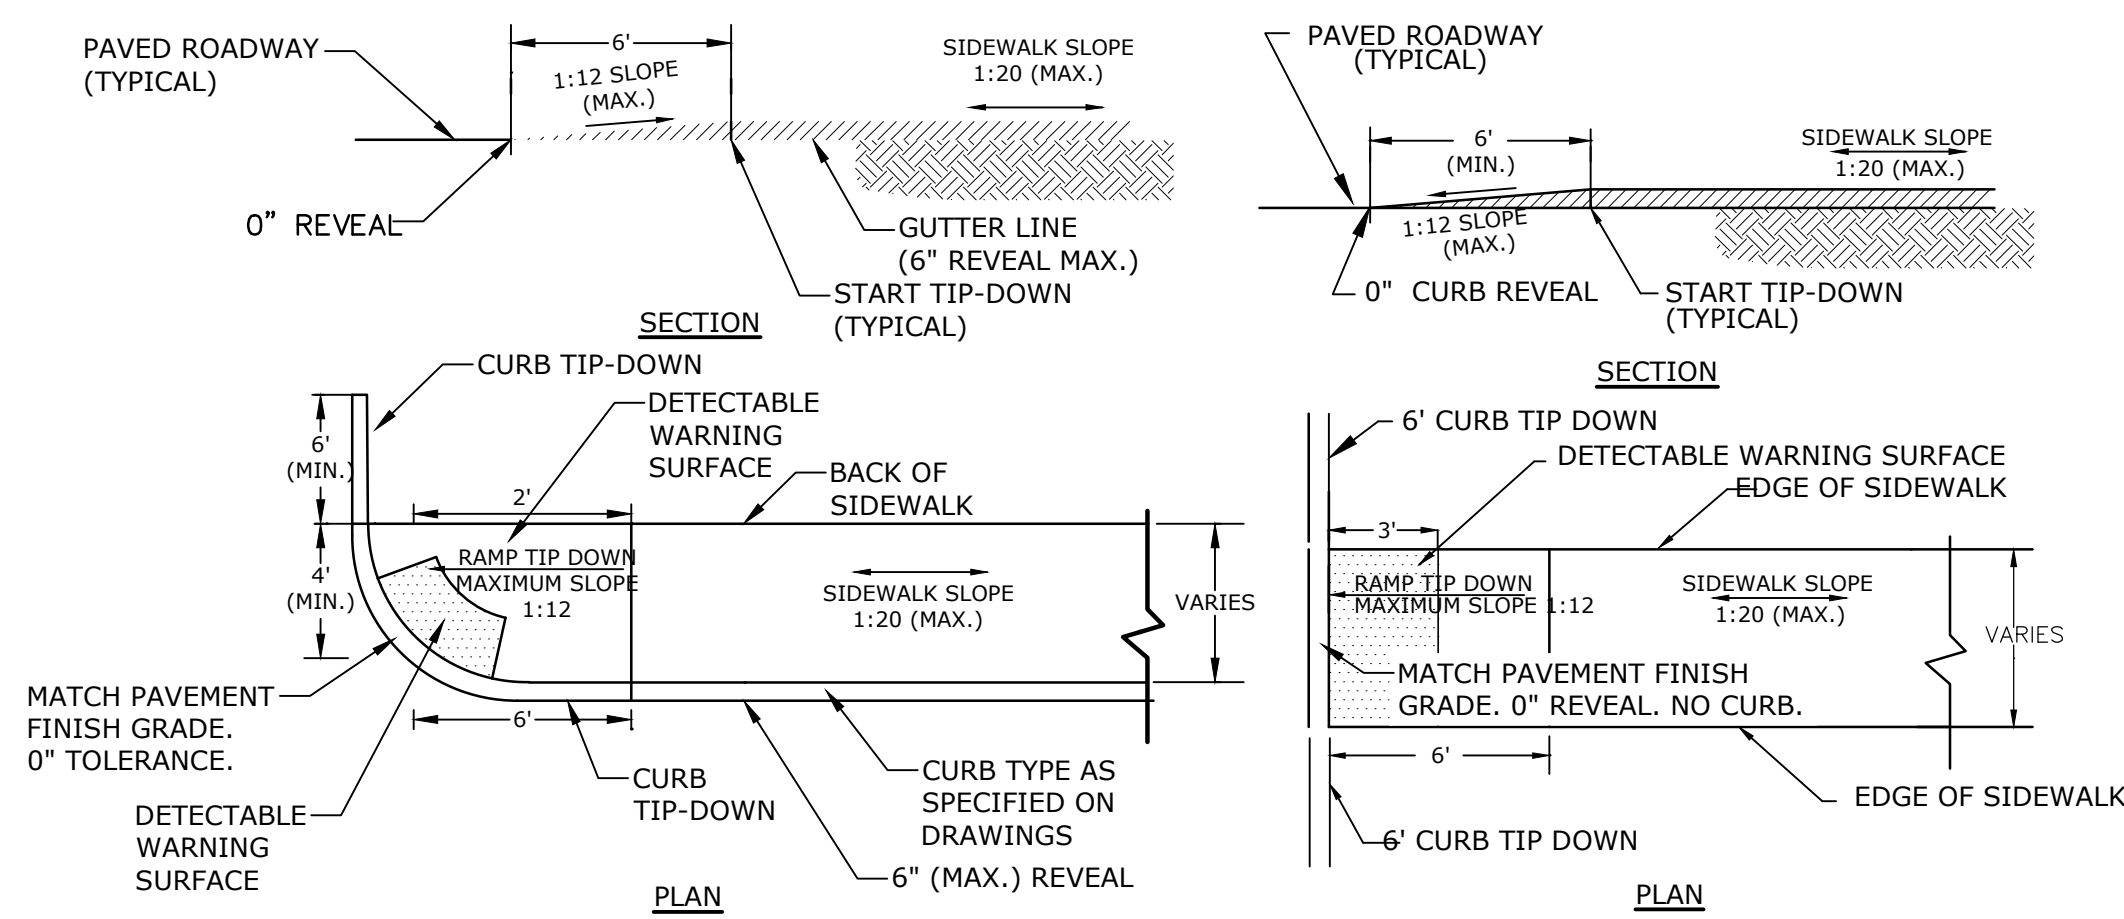 PAVED ROADWAY
(TYPICAL)
6'
1:12 SLOPE
(MAX.)
SIDEWALK SLOPE
1:20 (MAX.)
0” REVEAL
GUTTER LINE
(6" REVEAL MAX.)
START TIP-DOWN
(TYPICAL)
SECTION
CURB TIP-DOWN
DETECTABLE
WARNING
SURFACE
BACK OF
SIDEWALK
6'
(MIN.)
2'
4'
(MIN.)
RAMP TIP DOWN
MAXIMUM SLOPE
1:12
SIDEWALK SLOPE
1:20 (MAX.)
VARIES
MATCH PAVEMENT
FINISH GRADE.
0" TOLERANCE.
6'
DETECTABLE
WARNING
SURFACE
CURB
TIP-DOWN
CURB TYPE AS
SPECIFIED ON
DRAWINGS
6" (MAX.) REVEAL
PLAN
PAVED ROADWAY
(TYPICAL)
6'
(MIN.)
SIDEWALK SLOPE
1:20 (MAX.)
1:12 SLOPE
(MAX.)
0" CURB REVEAL
START TIP-DOWN
(TYPICAL)
SECTION
6' CURB TIP DOWN
DETECTABLE WARNING SURFACE
EDGE OF SIDEWALK
3'
RAMP TIP DOWN
MAXIMUM SLOPE 1:12
SIDEWALK SLOPE
1:20 (MAX.)
VARIES
MATCH PAVEMENT FINISH
GRADE. 0" REVEAL. NO CURB.
6'
EDGE OF SIDEWALK
6' CURB TIP DOWN
PLAN